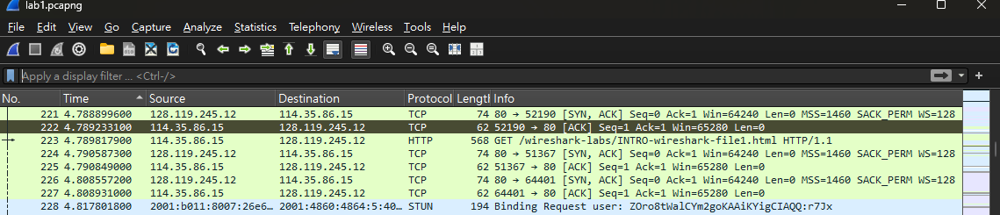 lab1.pcapng
File Edit View Go Capture Analyze Statistics Telephony Wireless Tools Help
Apply a display filter ... <Ctrl-/>
No. Time Source Destination Protocol Lengtl Info
221 4.788899600 128.119.245.12 114.35.86.15 TCP 74 80 → 52190 [SYN, ACK] Seq=0 Ack=1 Win=64240 Len=0 MSS=1460 SACK_PERM WS=128
222 4.789233100 114.35.86.15 128.119.245.12 TCP 62 52190 → 80 [ACK] Seq=1 Ack=1 Win=65280 Len=0
223 4.789817900 114.35.86.15 128.119.245.12 HTTP 568 GET /wireshark-labs/INTRO-wireshark-file1.html HTTP/1.1
224 4.790587300 128.119.245.12 114.35.86.15 TCP 74 80 → 51367 [SYN, ACK] Seq=0 Ack=1 Win=64240 Len=0 MSS=1460 SACK_PERM WS=128
225 4.790849000 114.35.86.15 128.119.245.12 TCP 62 51367 → 80 [ACK] Seq=1 Ack=1 Win=65280 Len=0
226 4.808557200 128.119.245.12 114.35.86.15 TCP 74 80 → 64401 [SYN, ACK] Seq=0 Ack=1 Win=64240 Len=0 MSS=1460 SACK_PERM WS=128
227 4.808931000 114.35.86.15 128.119.245.12 TCP 62 64401 → 80 [ACK] Seq=1 Ack=1 Win=65280 Len=0
228 4.817801800 2001:b011:8007:26e6… 2001:4860:4864:5:40… STUN 194 Binding Request user: ZOro8tWalCYm2goKAAiKYigCIAQQ:r7Jx